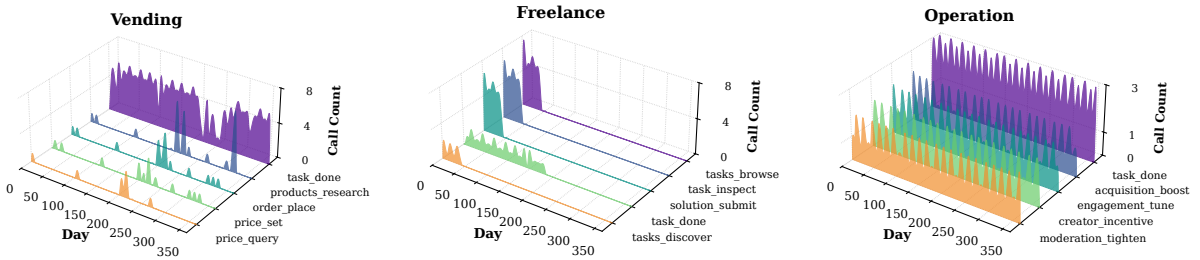 Vending
8
4
0
Call Count
task_done
products_research
order_place
price_set
price_query
0
50
100
150
200
250
300
350
Day
Freelance
8
4
0
Call Count
tasks_browse
task_inspect
solution_submit
task_done
tasks_discover
0
50
100
150
200
250
300
350
Day
Operation
3
1
0
Call Count
task_done
acquisition_boost
engagement_tune
creator_incentive
moderation_tighten
0
50
100
150
200
250
300
350
Day